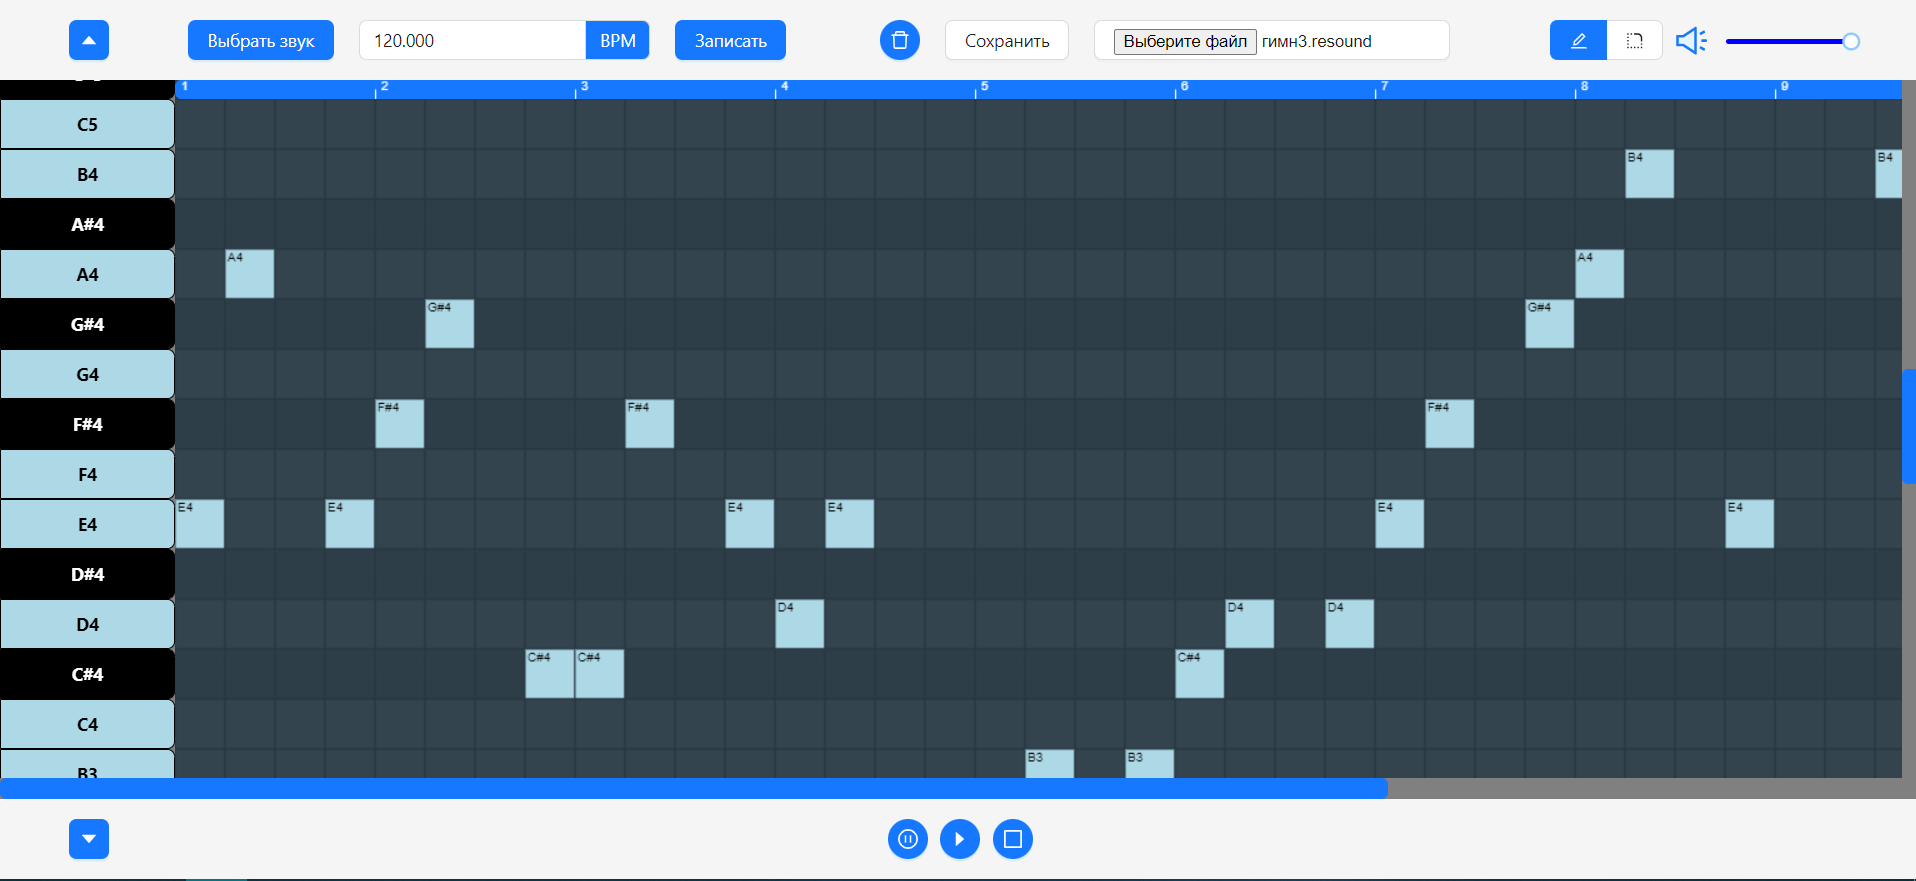 Выбрать звук 120.000 BPM Записать Сохранить Выберите файл гимн3.resound
1 2 3 4 5 6 7 8 9
C5
B4 B4 B4
A#4
A4 A4 A4
G#4 G#4 G#4
G4
F#4 F#4 F#4 F#4
F4
E4 E4 E4 E4 E4 E4 E4
D#4
D4 D4 D4 D4
C#4 C#4 C#4 C#4
C4
B3 B3 B3